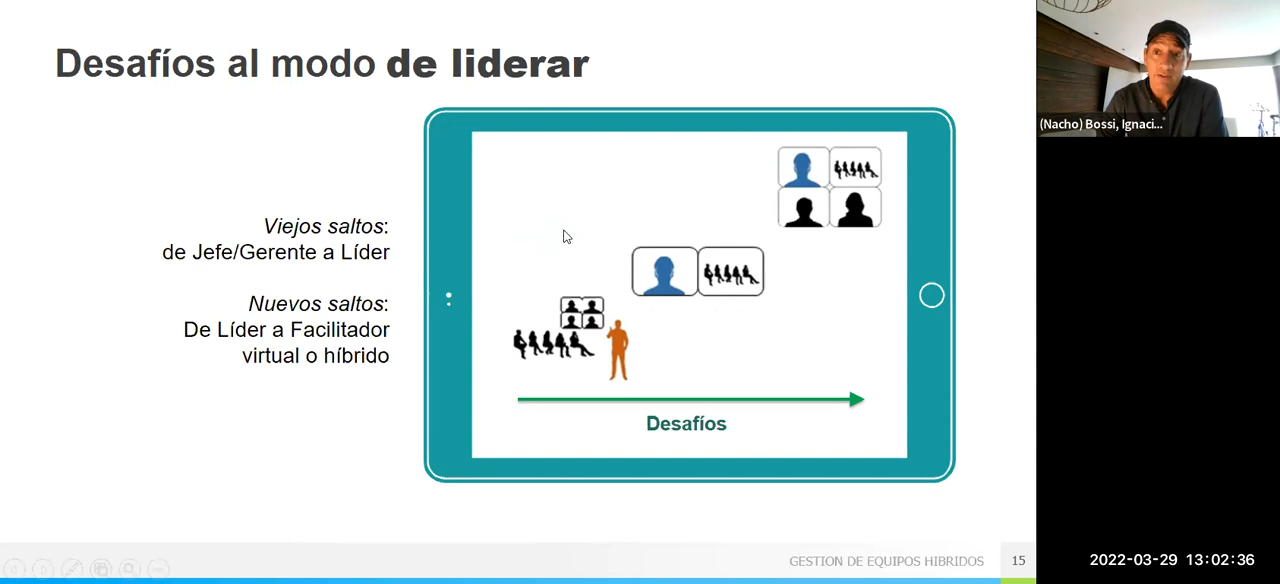 Desafíos al modo de liderar
(Nacho) Bossi, Ignaci...
Viejos saltos:
de Jefe/Gerente a Líder
Nuevos saltos:
De Líder a Facilitador
virtual o híbrido
Desafíos
GESTION DE EQUIPOS HIBRIDOS
15
2022-03-29 13:02:36